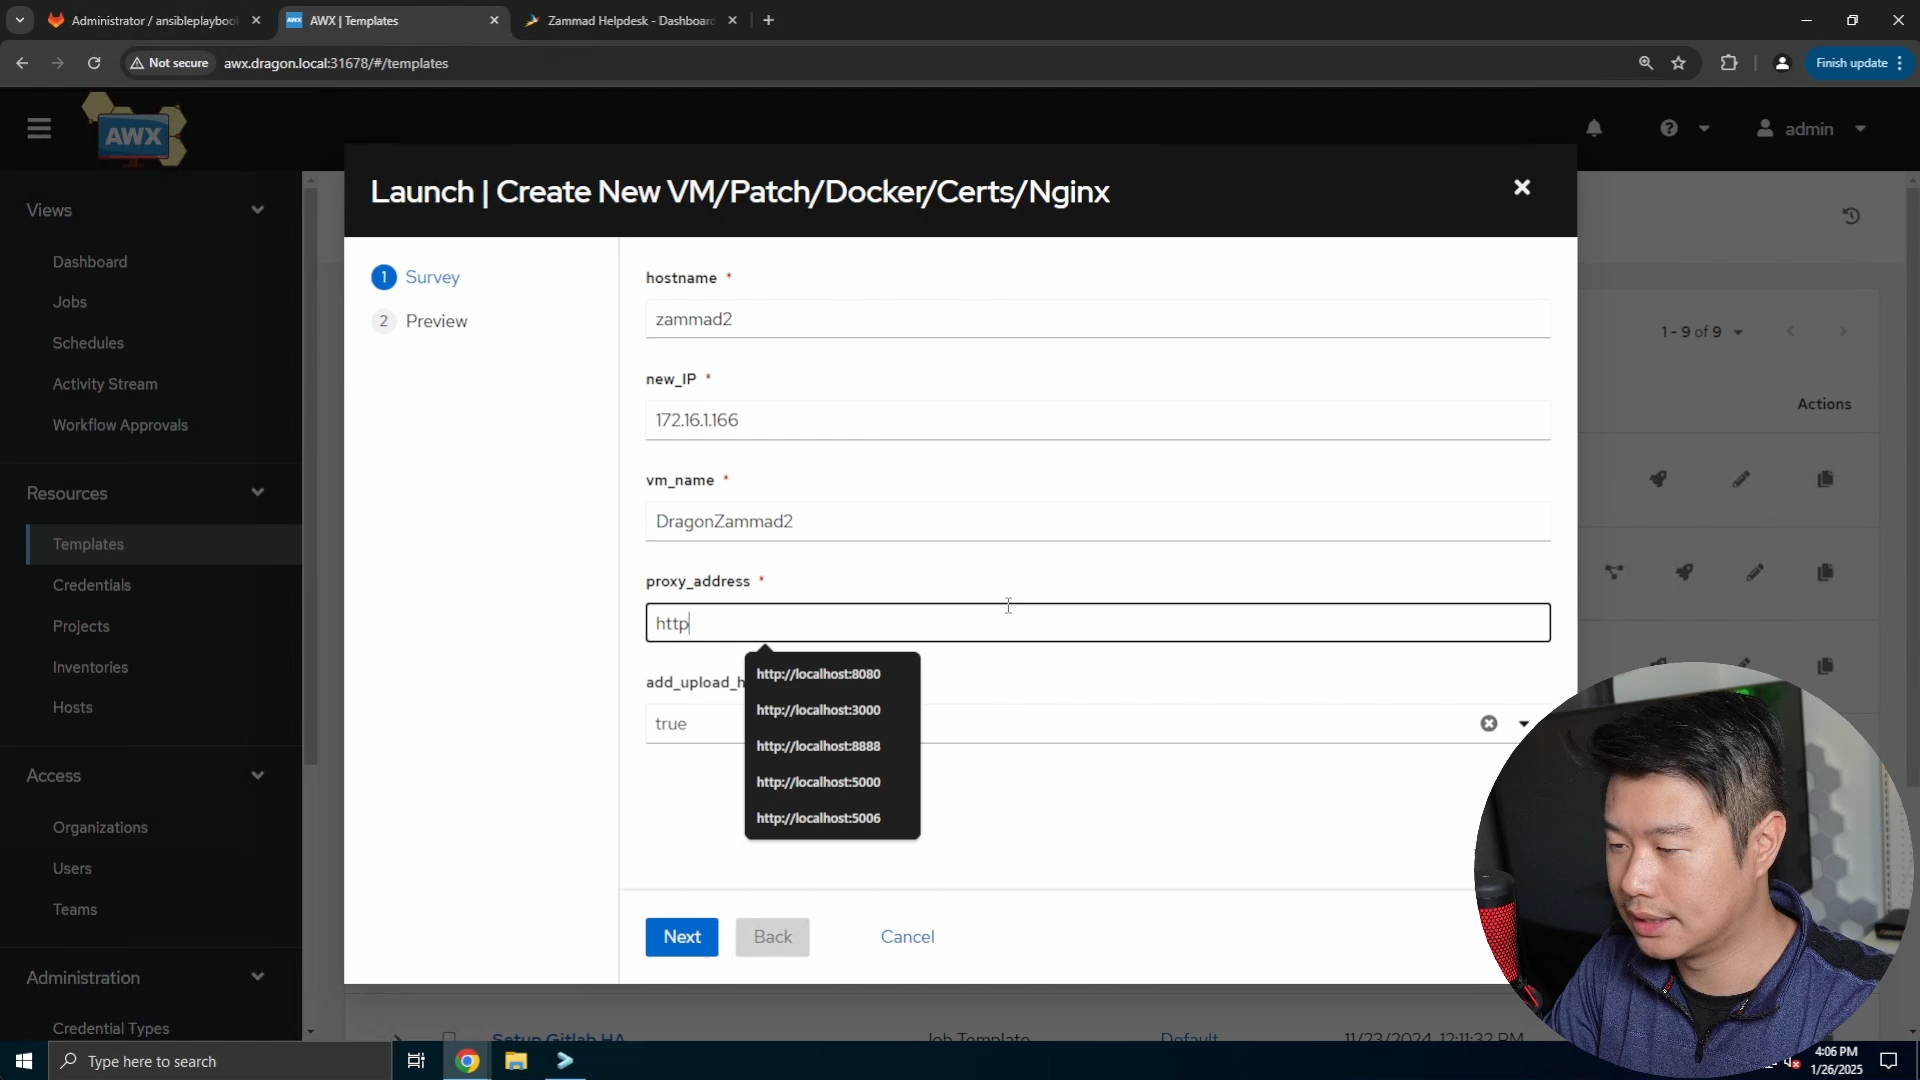 Administrator / ansibleplayboo
AWX | Templates
Zammad Helpdesk - Dashboard
Not secure
awx.dragon.local:31678/#/templates
Finish update
AWX
admin
Launch | Create New VM/Patch/Docker/Certs/Nginx
Views
Dashboard
Jobs
Schedules
Activity Stream
Workflow Approvals
Resources
Templates
Credentials
Projects
Inventories
Hosts
Access
Organizations
Users
Teams
Administration
Credential Types
1 Survey
2 Preview
hostname *
zammad2
new_IP *
172.16.1.166
vm_name *
DragonZammad2
proxy_address *
http
http://localhost:8080
http://localhost:3000
http://localhost:8888
http://localhost:5000
http://localhost:5006
add_upload_h
true
Next
Back
Cancel
1 - 9 of 9
Actions
Setup Gitlab HA
Job Template
Default
11/23/2024, 12:11:32 PM
Type here to search
4:06 PM
1/26/2025